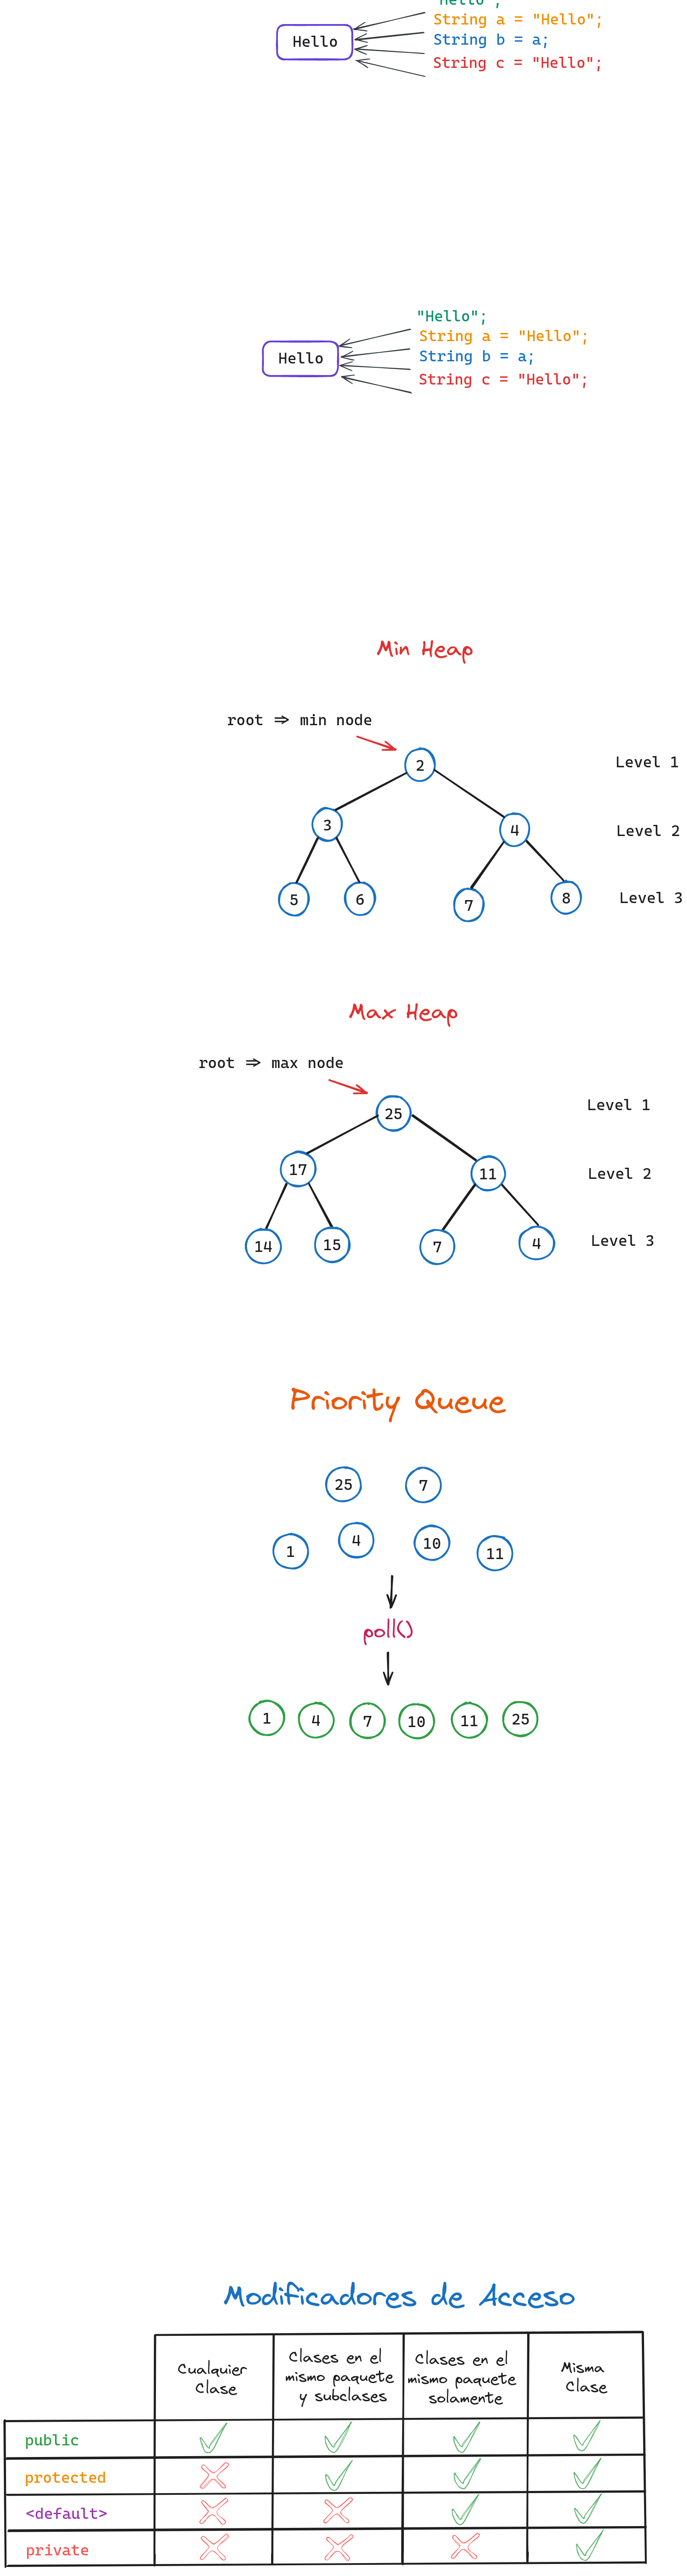 "Hello";
String a = "Hello";
Hello
String b = a;
String c = "Hello";
"Hello";
String a = "Hello";
Hello
String b = a;
String c = "Hello";
Min Heap
root ⇒ min node
2
Level 1
3
4
Level 2
5 6 7 8
Level 3
Max Heap
root ⇒ max node
25
Level 1
17
11
Level 2
14 15 7 4
Level 3
Priority Queue
25 7
1 4 10 11
poll()
1 4 7 10 11 25
Modificadores de Acceso
Cualquier
Clase
Clases en el
mismo paquete
y subclases
Clases en el
mismo paquete
solamente
Misma
Clase
public
protected
<default>
private